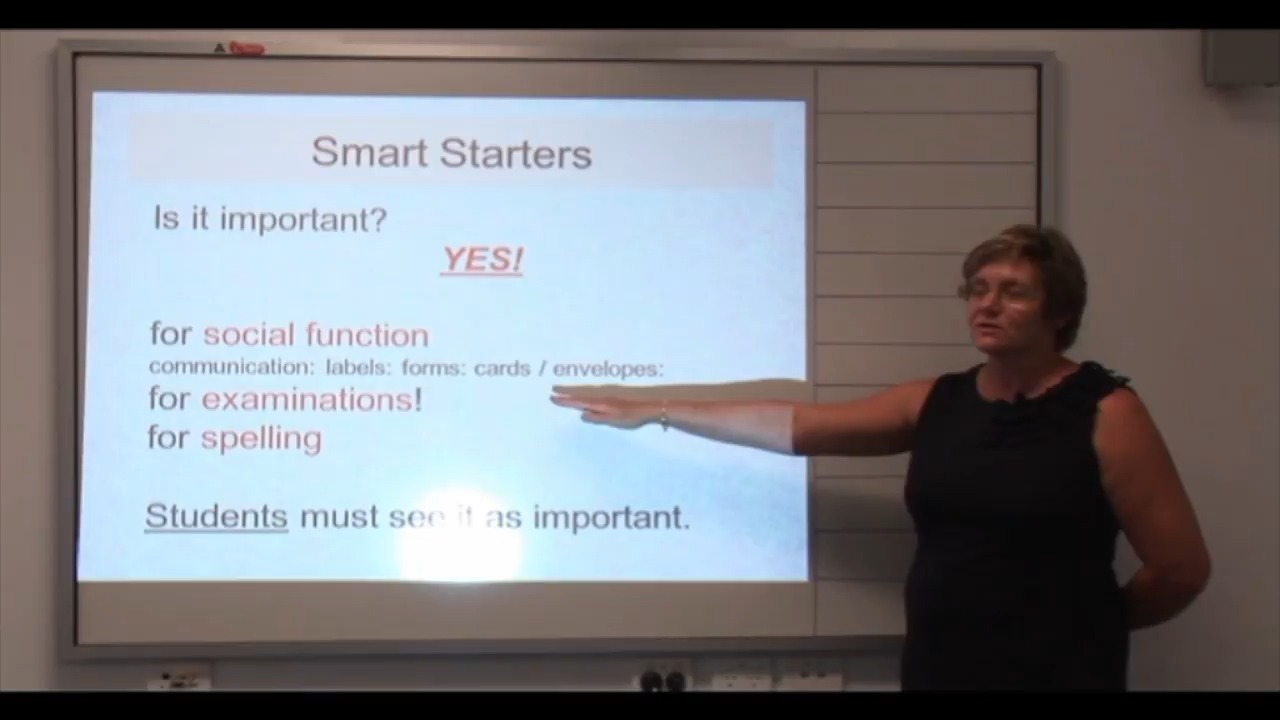 Smart Starters
Is it important?
YES!
for social function
communication: labels: forms: cards / envelopes:
for examinations!
for spelling
Students must see it as important.